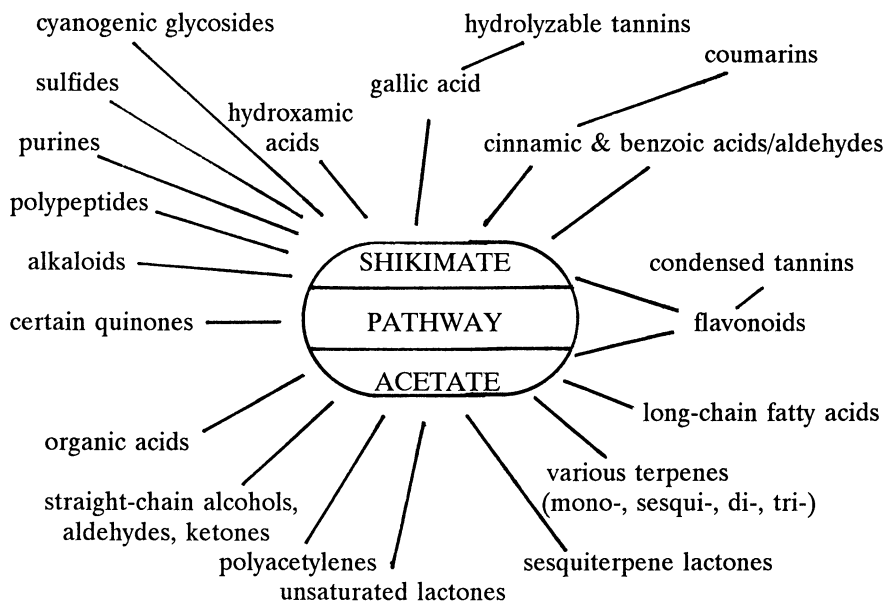 cyanogenic glycosides
hydrolyzable tannins
coumarins
sulfides
gallic acid
hydroxamic
acids
purines
cinnamic & benzoic acids/aldehydes
polypeptides
alkaloids
SHIKIMATE
condensed tannins
certain quinones
PATHWAY
flavonoids
ACETATE
long-chain fatty acids
organic acids
various terpenes
(mono-, sesqui-, di-, tri-)
straight-chain alcohols,
aldehydes, ketones
polyacetylenes
sesquiterpene lactones
unsaturated lactones